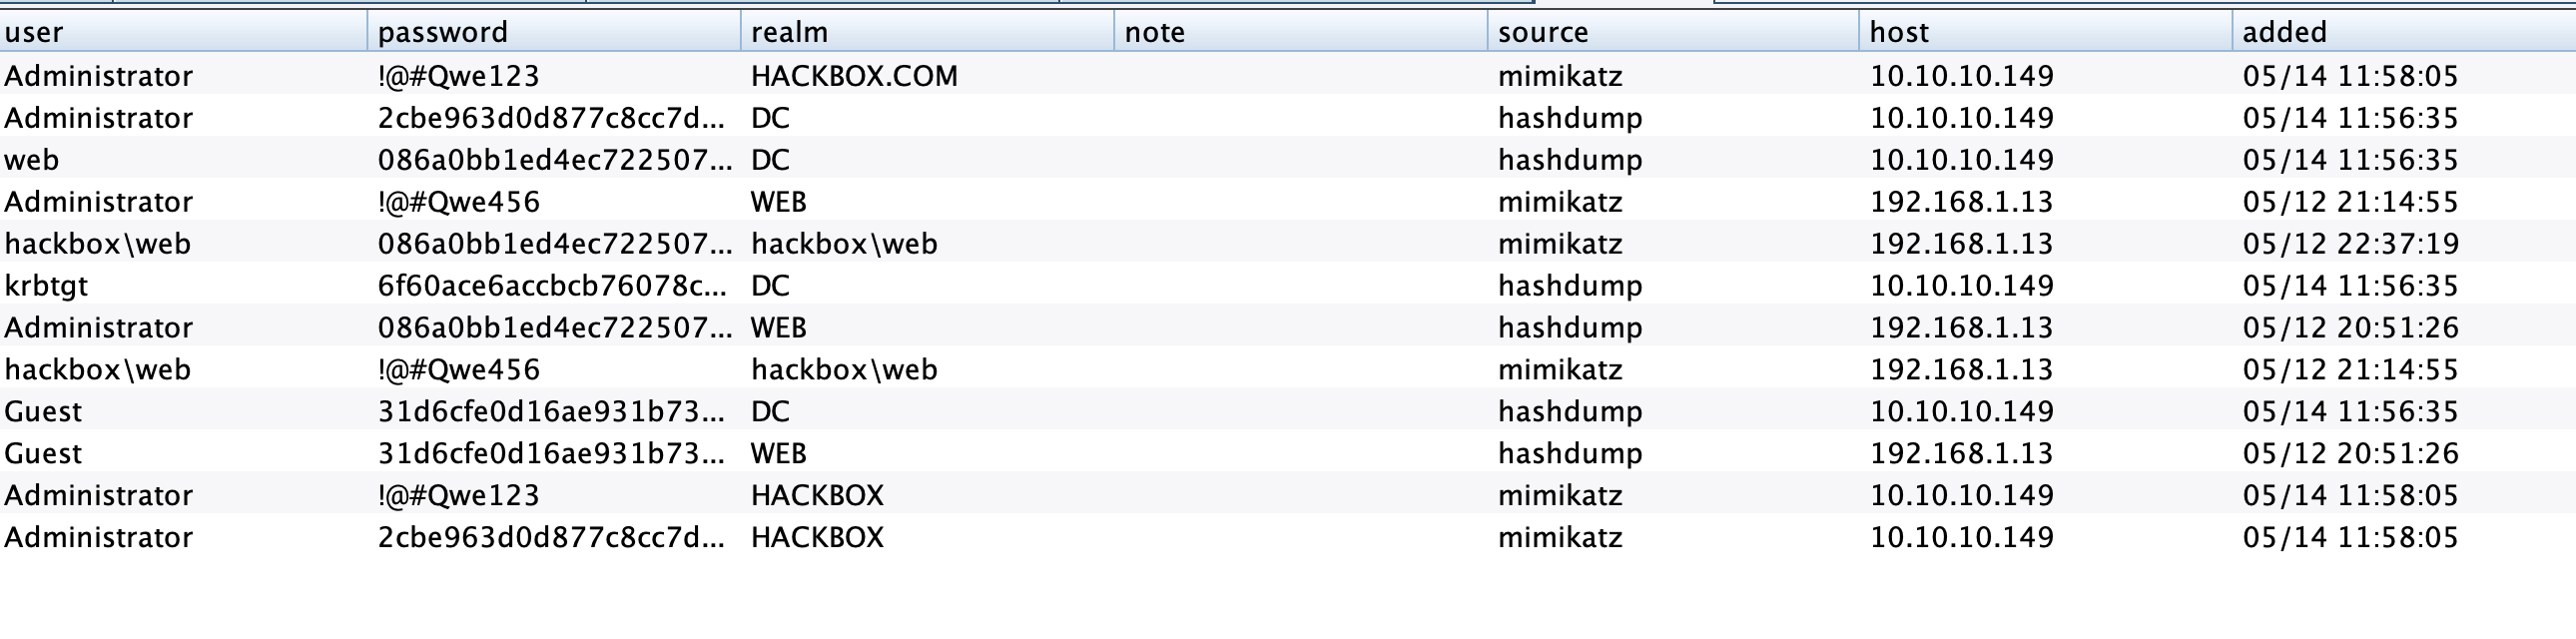 user password realm note source host added
Administrator !@#Qwe123 HACKBOX.COM mimikatz 10.10.10.149 05/14 11:58:05
Administrator 2cbe963d0d877c8cc7d... DC hashdump 10.10.10.149 05/14 11:56:35
web 086a0bb1ed4ec722507... DC hashdump 10.10.10.149 05/14 11:56:35
Administrator !@#Qwe456 WEB mimikatz 192.168.1.13 05/12 21:14:55
hackbox\web 086a0bb1ed4ec722507... hackbox\web mimikatz 192.168.1.13 05/12 22:37:19
krbtgt 6f60ace6accbcb76078c... DC hashdump 10.10.10.149 05/14 11:56:35
Administrator 086a0bb1ed4ec722507... WEB hashdump 192.168.1.13 05/12 20:51:26
hackbox\web !@#Qwe456 hackbox\web mimikatz 192.168.1.13 05/12 21:14:55
Guest 31d6cfe0d16ae931b73... DC hashdump 10.10.10.149 05/14 11:56:35
Guest 31d6cfe0d16ae931b73... WEB hashdump 192.168.1.13 05/12 20:51:26
Administrator !@#Qwe123 HACKBOX mimikatz 10.10.10.149 05/14 11:58:05
Administrator 2cbe963d0d877c8cc7d... HACKBOX mimikatz 10.10.10.149 05/14 11:58:05